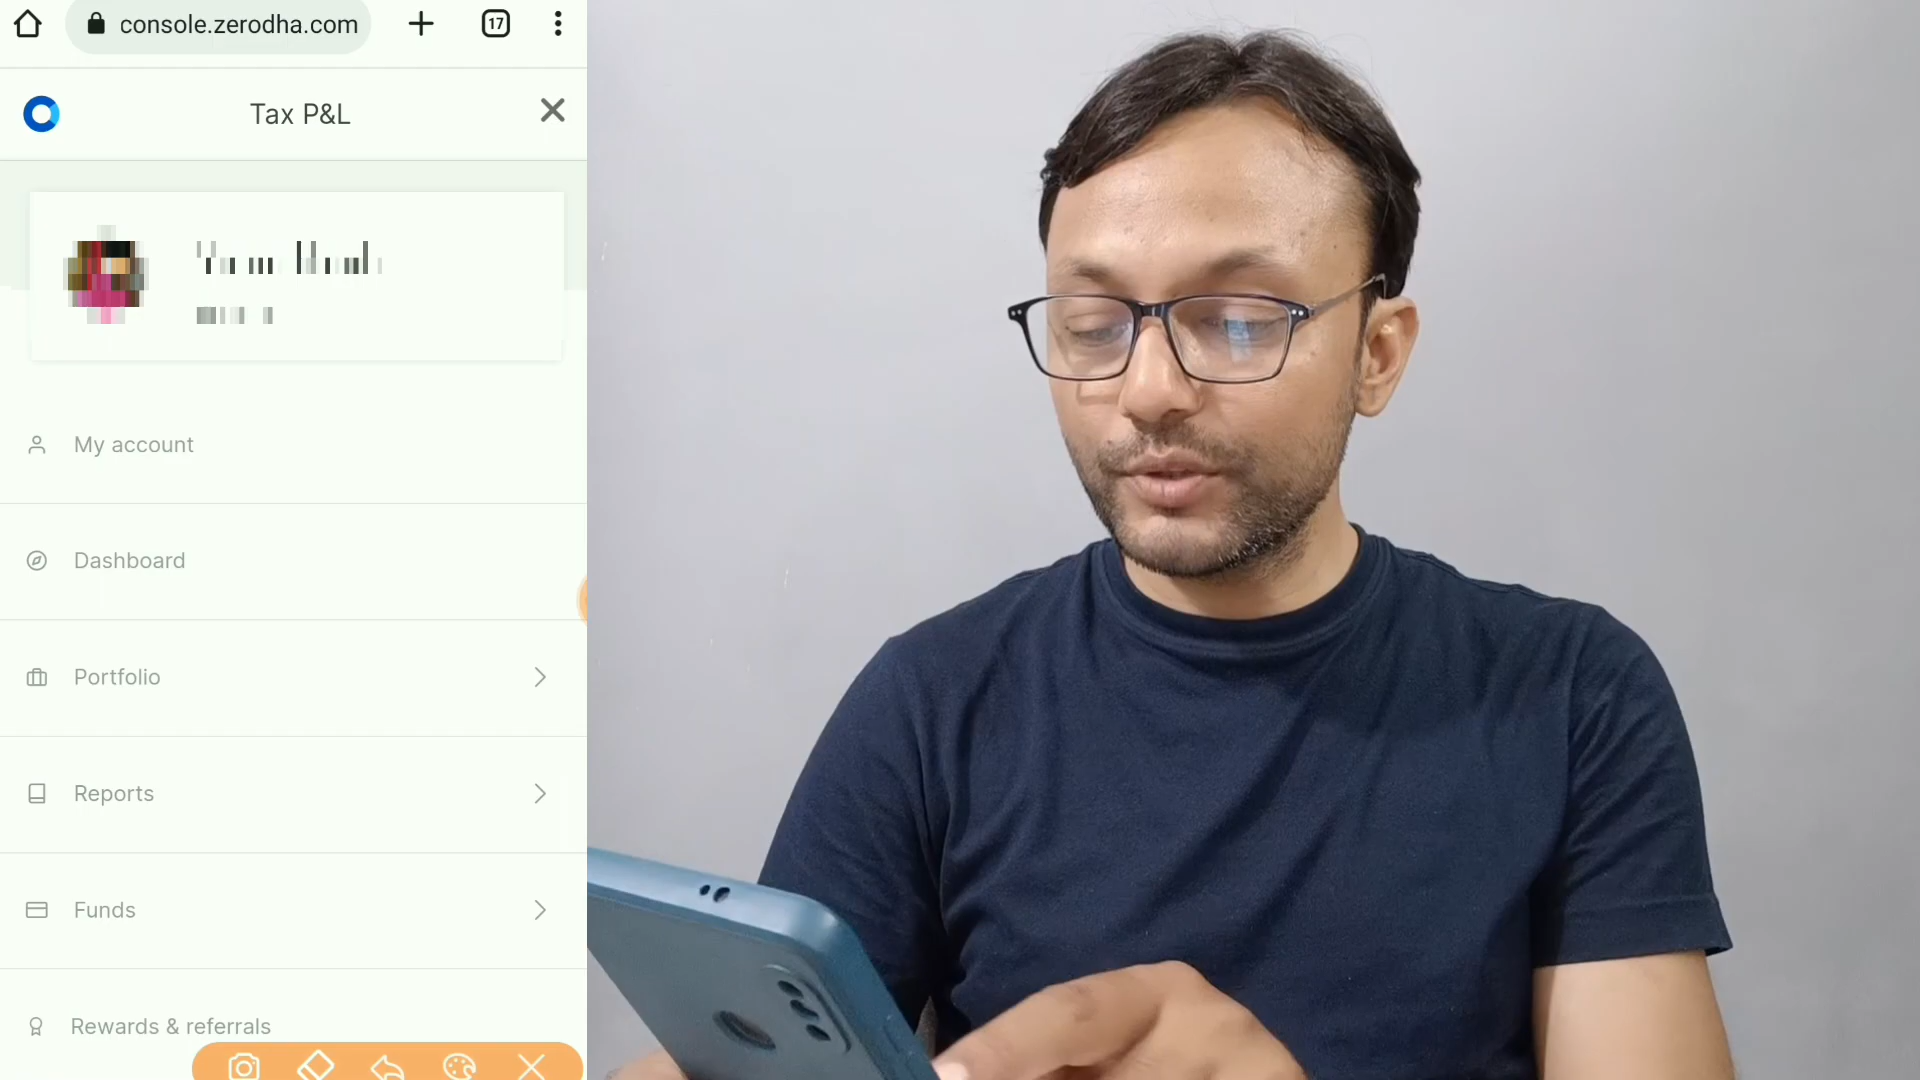 console.zerodha.com
17
Tax P&L
My account
Dashboard
Portfolio
Reports
Funds
Rewards & referrals